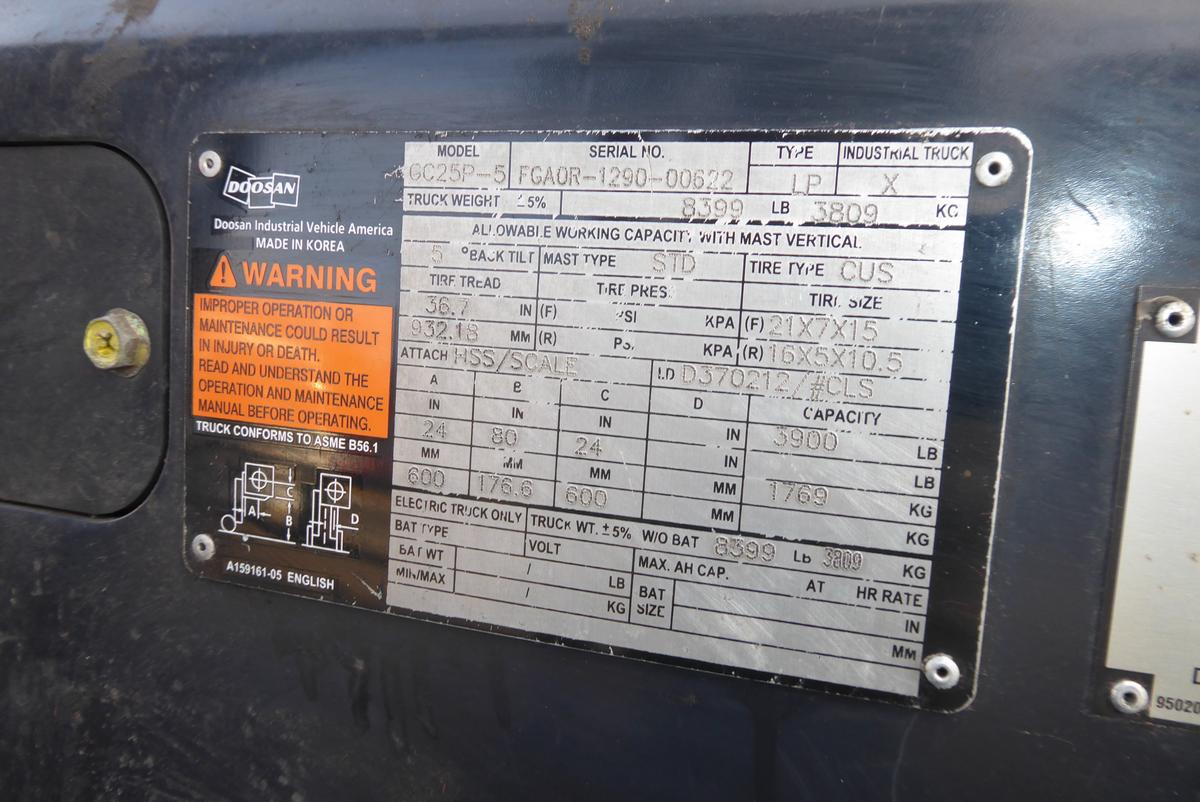 DOOSAN
Doosan Industrial Vehicle America
MADE IN KOREA
WARNING
IMPROPER OPERATION OR
MAINTENANCE COULD RESULT
IN INJURY OR DEATH.
READ AND UNDERSTAND THE
OPERATION AND MAINTENANCE
MANUAL BEFORE OPERATING.
TRUCK CONFORMS TO ASME B56.1
A C B D
A159161-05 ENGLISH
MODEL SERIAL NO. TYPE INDUSTRIAL TRUCK
GC25P-5 FGA0R-1290-00622 LP X
TRUCK WEIGHT ±5% 8399 LB 3809 KG
ALLOWABLE WORKING CAPACITY WITH MAST VERTICAL.
5 °BACK TILT MAST TYPE STD TIRE TYPE CUS
TIRE TREAD TIRE PRES. TIRE SIZE
36.7 IN (F) PSI KPA (F) 21X7X15
932.18 MM (R) PSI KPA (R) 16X5X10.5
ATTACH HSS/SCALE I.D D370212/#CLS
A B C D CAPACITY
IN IN IN IN LB
24 80 24 IN 3900 LB
MM MM MM MM KG
600 176.6 600 MM 1769 KG
ELECTRIC TRUCK ONLY TRUCK WT. ±5% W/O BAT 8399 LB 3809 KG
BAT TYPE VOLT MAX. AH CAP. AT HR RATE
BAT WT / LB BAT IN
MIN/MAX / KG SIZE MM
D
95020